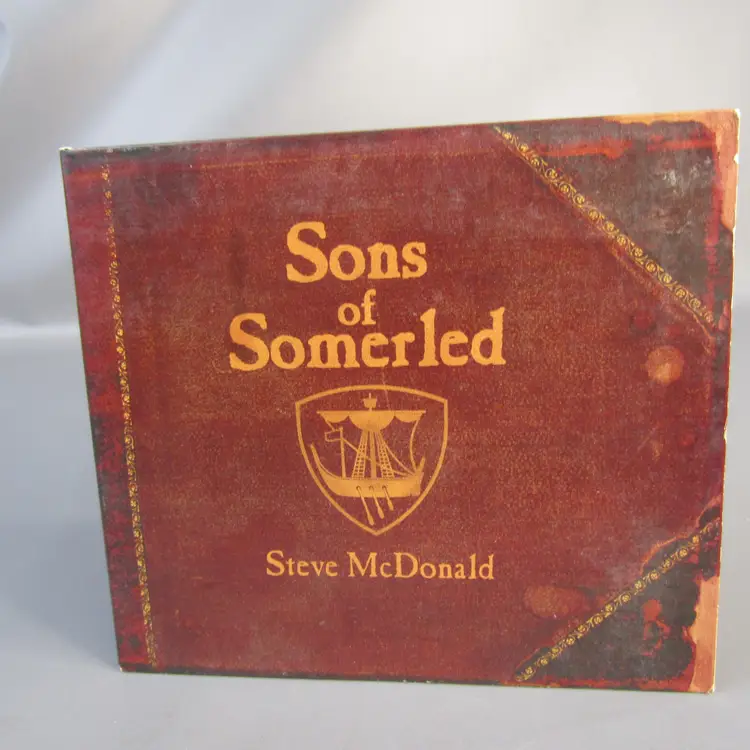 Sons
of
Somerled
Steve McDonald